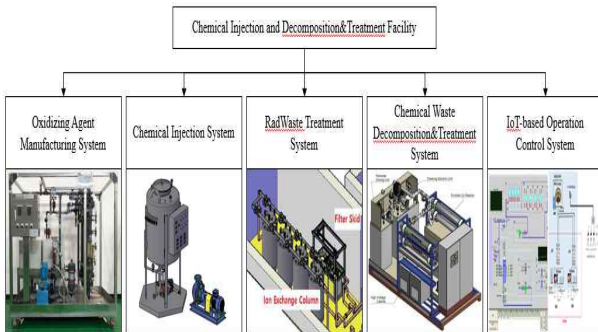 Chemical Injection and Decomposition&Treatment Facility
Oxidizing Agent
Manufacturing System
Chemical Injection System
RadWaste Treatment
System
Chemical Waste
Decomposition&Treatment
System
IoT-based Operation
Control System
Filter Skid
Ion Exchange Column